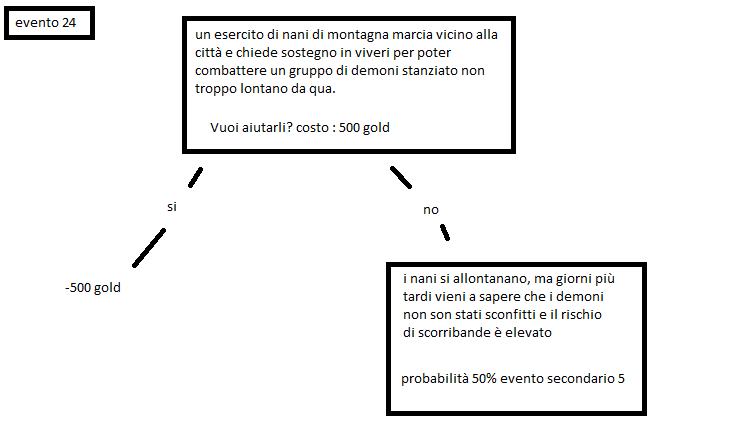 evento 24
un esercito di nani di montagna marcia vicino alla
città e chiede sostegno in viveri per poter
combattere un gruppo di demoni stanziato non
troppo lontano da qua.
Vuoi aiutarli? costo : 500 gold
si
no
-500 gold
i nani si allontanano, ma giorni più
tardi vieni a sapere che i demoni
non son stati sconfitti e il rischio
di scorribande è elevato
probabilità 50% evento secondario 5